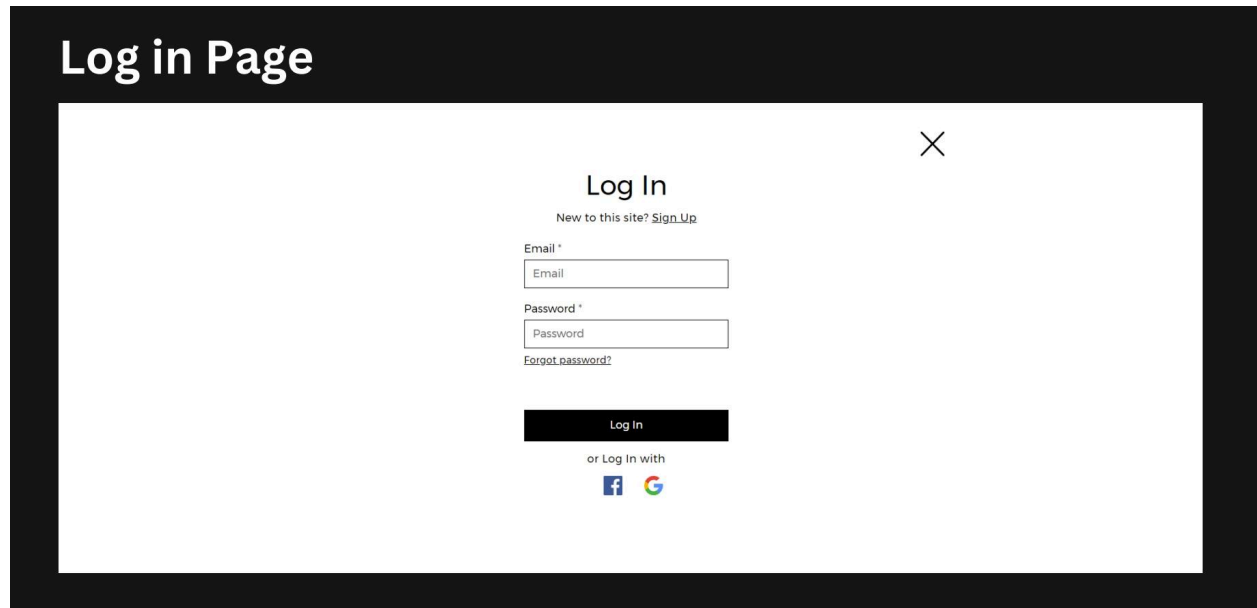 Log in Page
Log In
New to this site? Sign Up
Email *
Email
Password *
Password
Forgot password?
Log In
or Log In with
f G